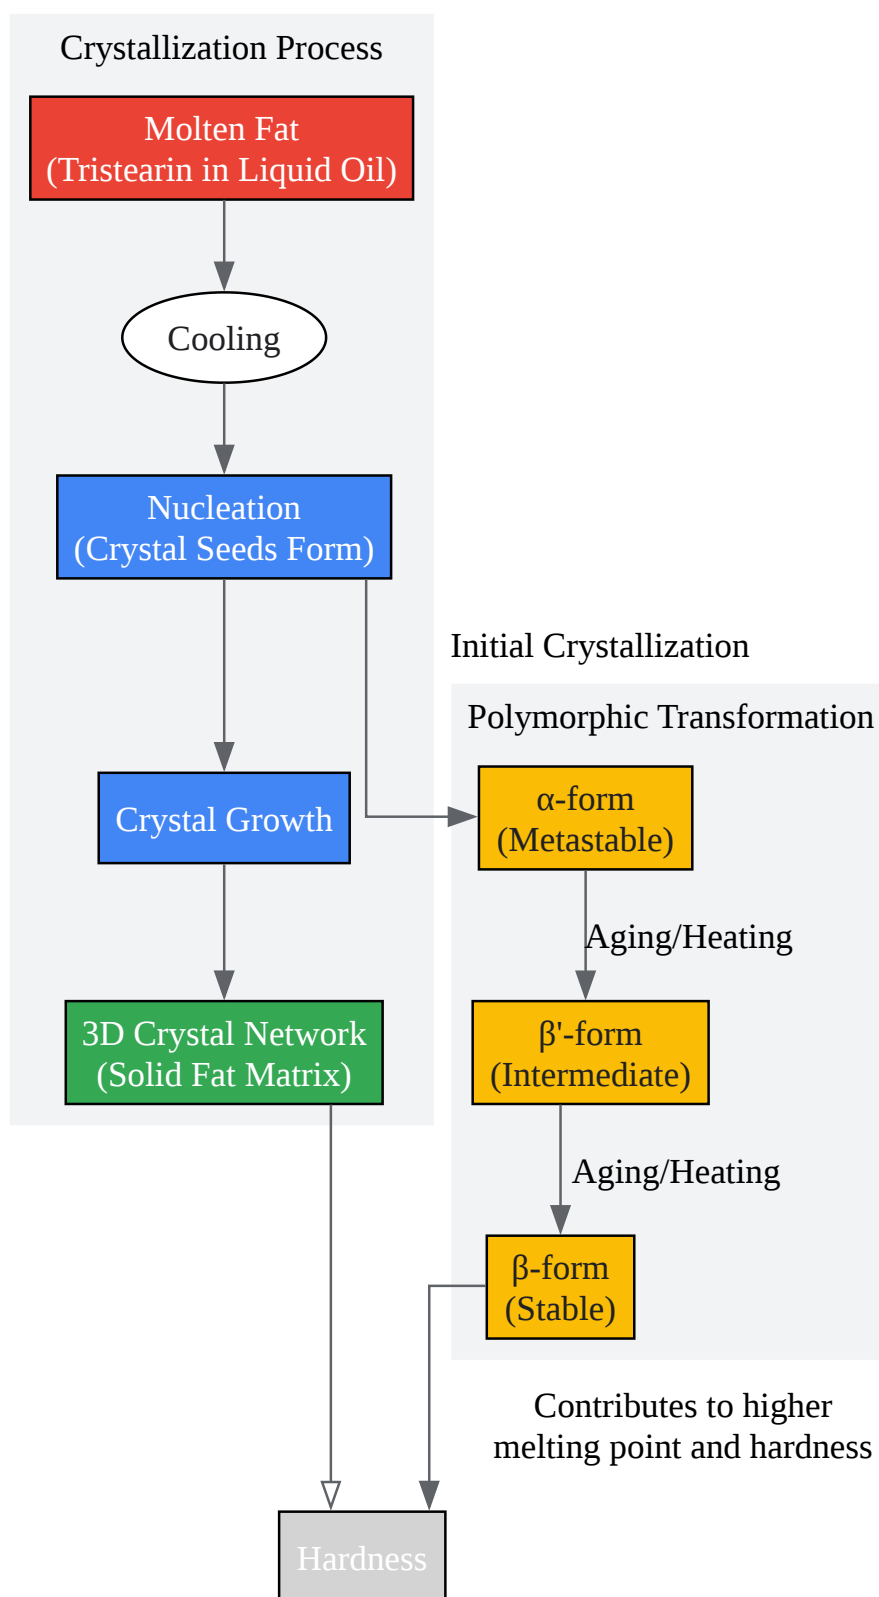 Crystallization Process
Molten Fat
(Tristearin in Liquid Oil)
Cooling
Nucleation
(Crystal Seeds Form)
Crystal Growth
3D Crystal Network
(Solid Fat Matrix)
Initial Crystallization
Polymorphic Transformation
α-form
(Metastable)
Aging/Heating
β'-form
(Intermediate)
Aging/Heating
β-form
(Stable)
Contributes to higher
melting point and hardness
Hardness